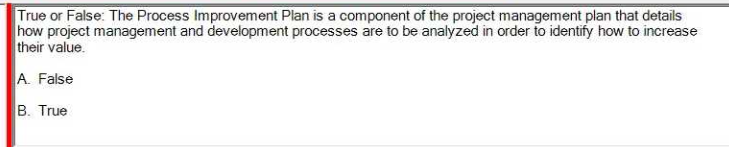 True or False: The Process Improvement Plan is a component of the project management plan that details
how project management and development processes are to be analyzed in order to identify how to increase
their value.
A. False
B. True